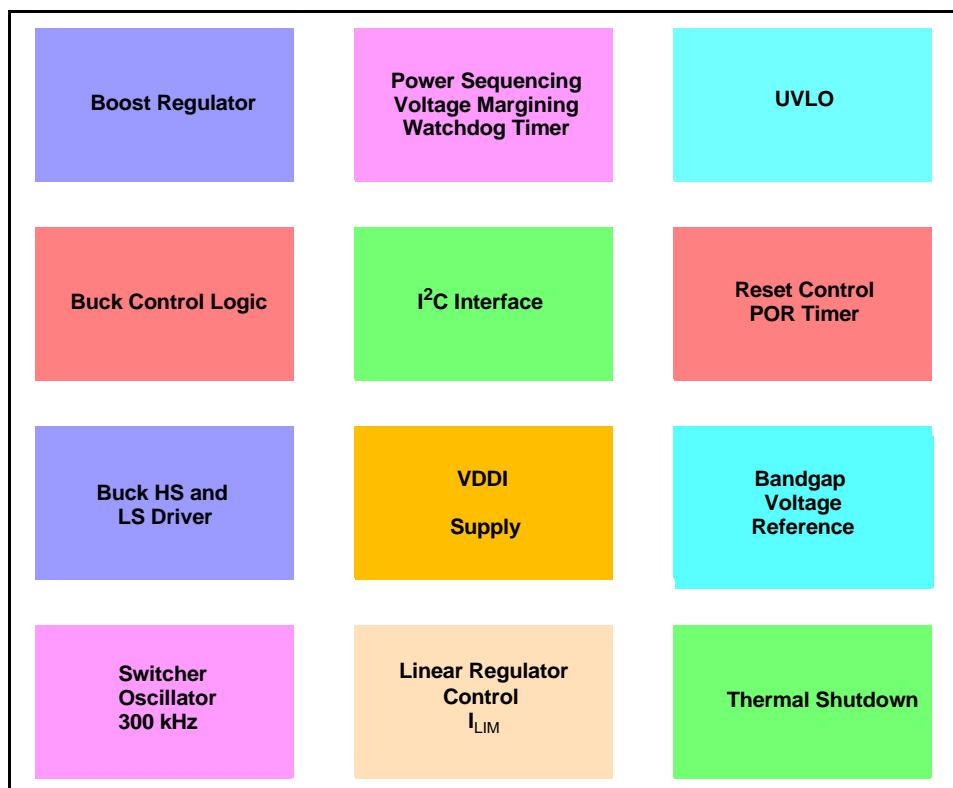 Boost Regulator
Power Sequencing
Voltage Margining
Watchdog Timer
UVLO
Buck Control Logic
I²C Interface
Reset Control
POR Timer
Buck HS and
LS Driver
VDDI
Supply
Bandgap
Voltage
Reference
Switcher
Oscillator
300 kHz
Linear Regulator
Control
I_LIM
Thermal Shutdown